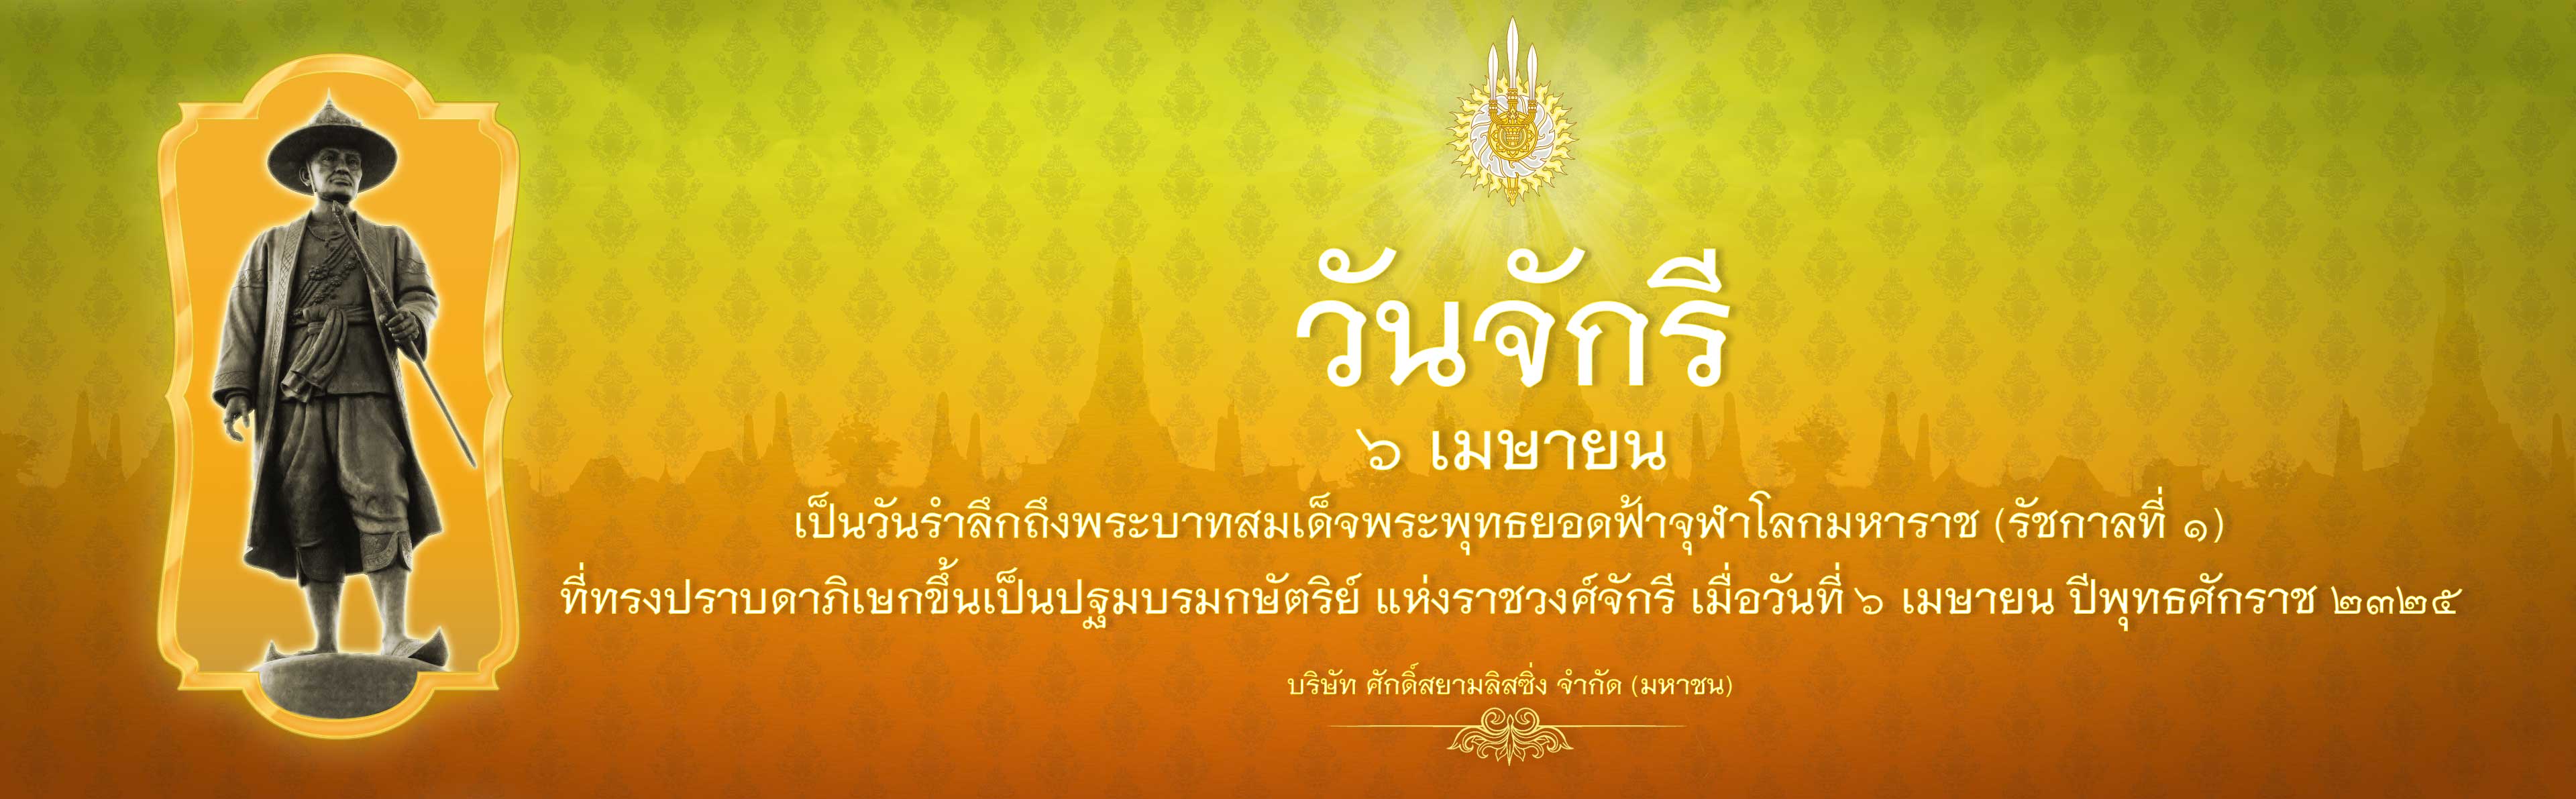 วันจักรี
๖ เมษายน
เป็นวันรำลึกถึงพระบาทสมเด็จพระพุทธยอดฟ้าจุฬาโลกมหาราช (รัชกาลที่ ๑)
ที่ทรงปราบดาภิเษกขึ้นเป็นปฐมบรมกษัตริย์ แห่งราชวงศ์จักรี เมื่อวันที่ ๖ เมษายน ปีพุทธศักราช ๒๓๒๕
บริษัท ศักดิ์สยามลิสซิ่ง จำกัด (มหาชน)